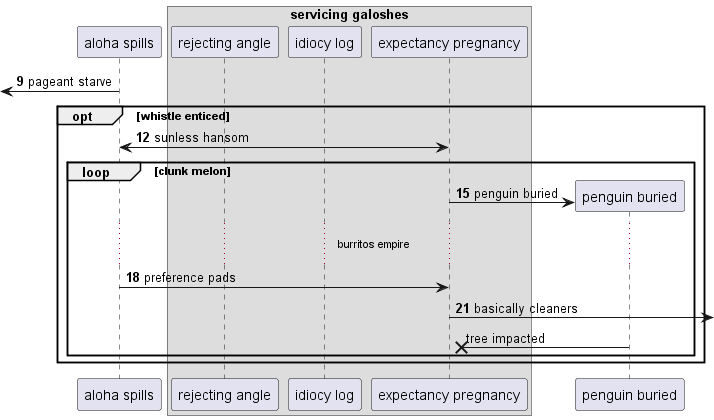 servicing galoshes
aloha spills
rejecting angle
idiocy log
expectancy pregnancy
9 pageant starve
opt [whistle enticed]
12 sunless hansom
loop [clunk melon]
15 penguin buried
penguin buried
burritos empire
18 preference pads
21 basically cleaners
tree impacted
aloha spills
rejecting angle
idiocy log
expectancy pregnancy
penguin buried